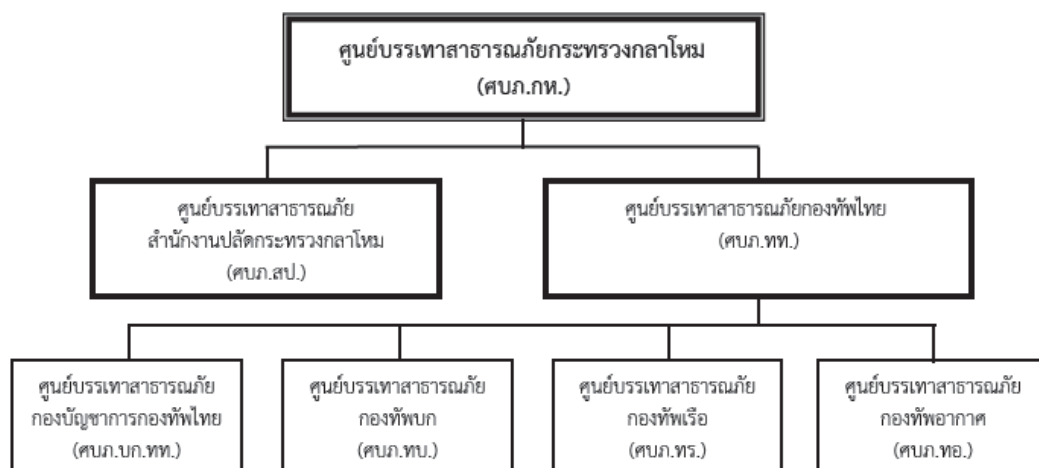 ศูนย์บรรเทาสาธารณภัยกระทรวงกลาโหม
(ศบภ.กห.)
ศูนย์บรรเทาสาธารณภัย
สำนักงานปลัดกระทรวงกลาโหม
(ศบภ.สป.)
ศูนย์บรรเทาสาธารณภัยกองทัพไทย
(ศบภ.ทท.)
ศูนย์บรรเทาสาธารณภัย
กองบัญชาการกองทัพไทย
(ศบภ.บก.ทท.)
ศูนย์บรรเทาสาธารณภัย
กองทัพบก
(ศบภ.ทบ.)
ศูนย์บรรเทาสาธารณภัย
กองทัพเรือ
(ศบภ.ทร.)
ศูนย์บรรเทาสาธารณภัย
กองทัพอากาศ
(ศบภ.ทอ.)